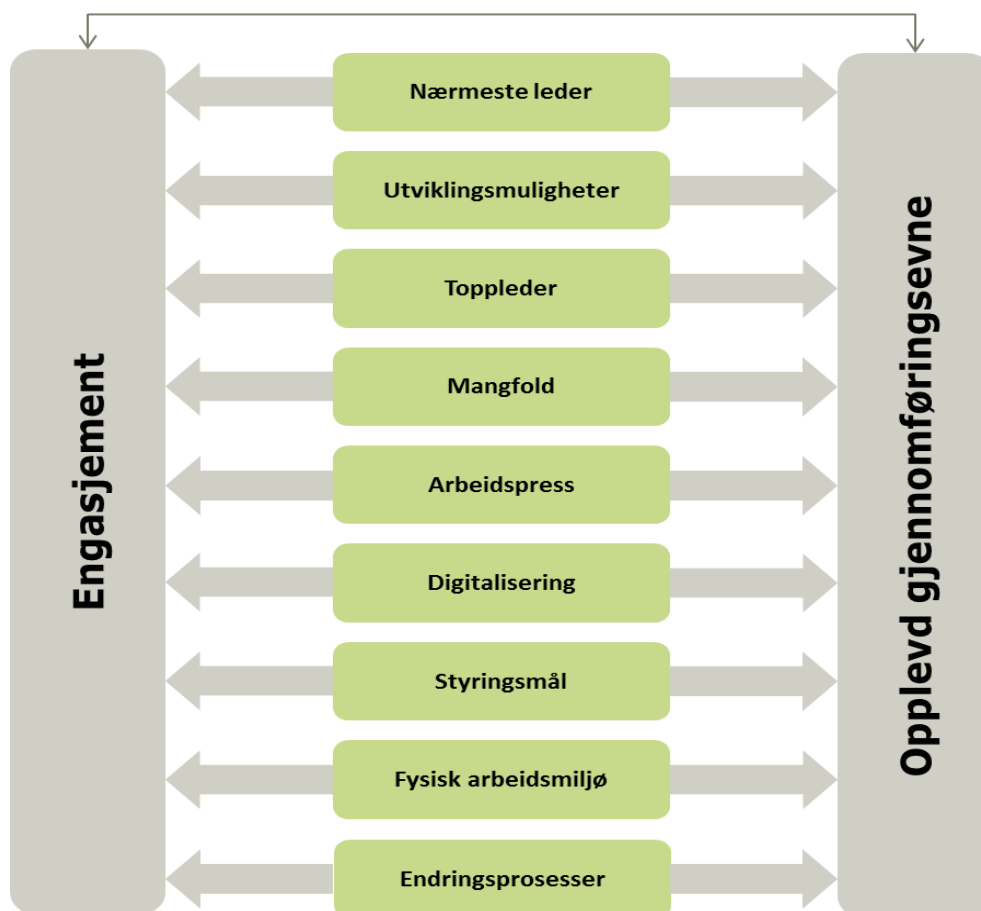 Engasjement
Nærmeste leder
Utviklingsmuligheter
Toppleder
Mangfold
Arbeidspress
Digitalisering
Styringsmål
Fysisk arbeidsmiljø
Endringsprosesser
Opplevd gjennomføringsevne